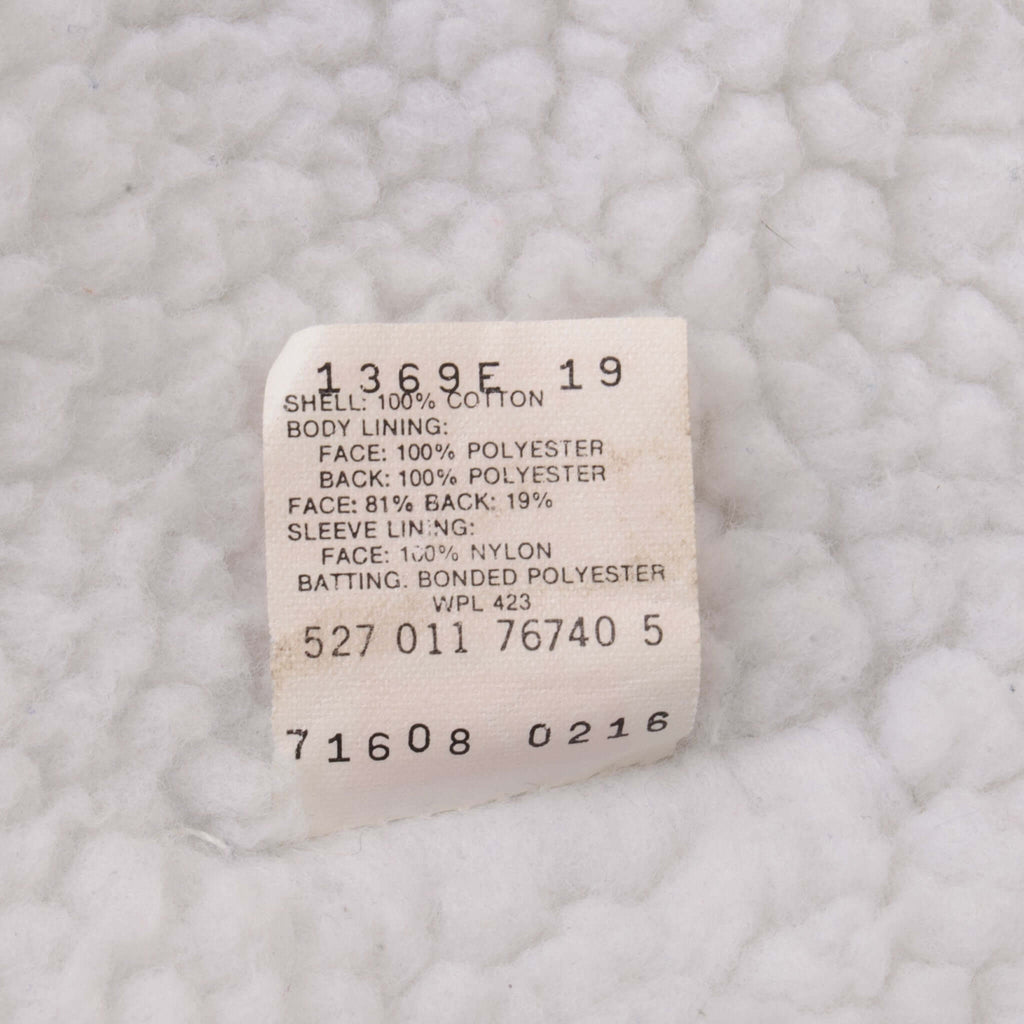 1369E 19
SHELL: 100% COTTON
BODY LINING:
FACE: 100% POLYESTER
BACK: 100% POLYESTER
FACE: 81% BACK: 19%
SLEEVE LINING:
FACE: 100% NYLON
BATTING: BONDED POLYESTER
WPL 423
527 011 76740 5
71608 0216